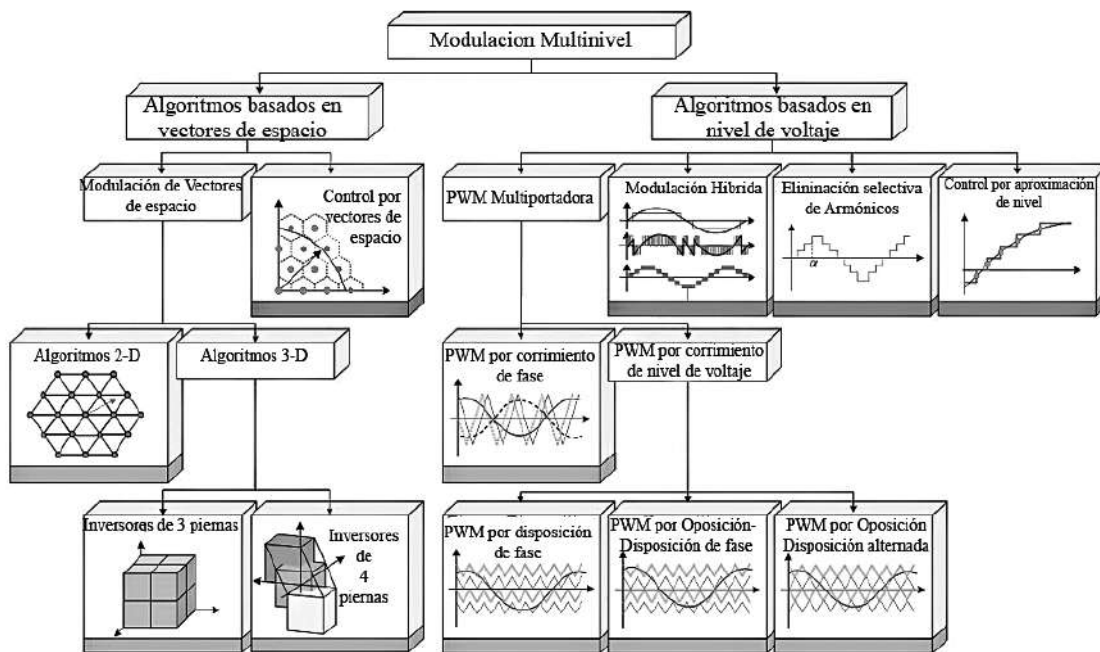 Modulacion Multinivel
Algoritmos basados en
vectores de espacio
Algoritmos basados en
nivel de voltaje
Modulación de Vectores
de espacio
Control por
vectores de
espacio
PWM Multiportadora
Modulación Hibrida
Elininación selectiva
de Armónicos
α
Control por aproximación
de nivel
Algoritmos 2-D
Algoritmos 3-D
PWM por corrimiento
de fase
PWM por corrimiento
de nivel de voltaje
Inversores de 3 piernas
Inversores
de
4
piernas
PWM por disposición
de fase
PWM por Oposición-
Disposición de fase
PWM por Oposición
Disposición alternada